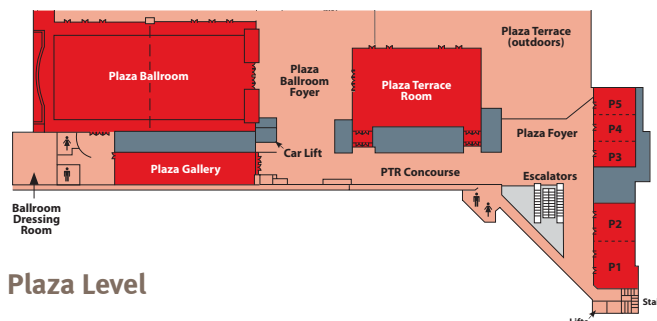 Plaza Terrace
(outdoors)
Plaza Ballroom
Plaza
Ballroom
Foyer
Plaza Terrace
Room
P5
P4
P3
Plaza Foyer
Car Lift
Plaza Gallery
PTR Concourse
Escalators
Ballroom
Dressing
Room
P2
P1
Plaza Level